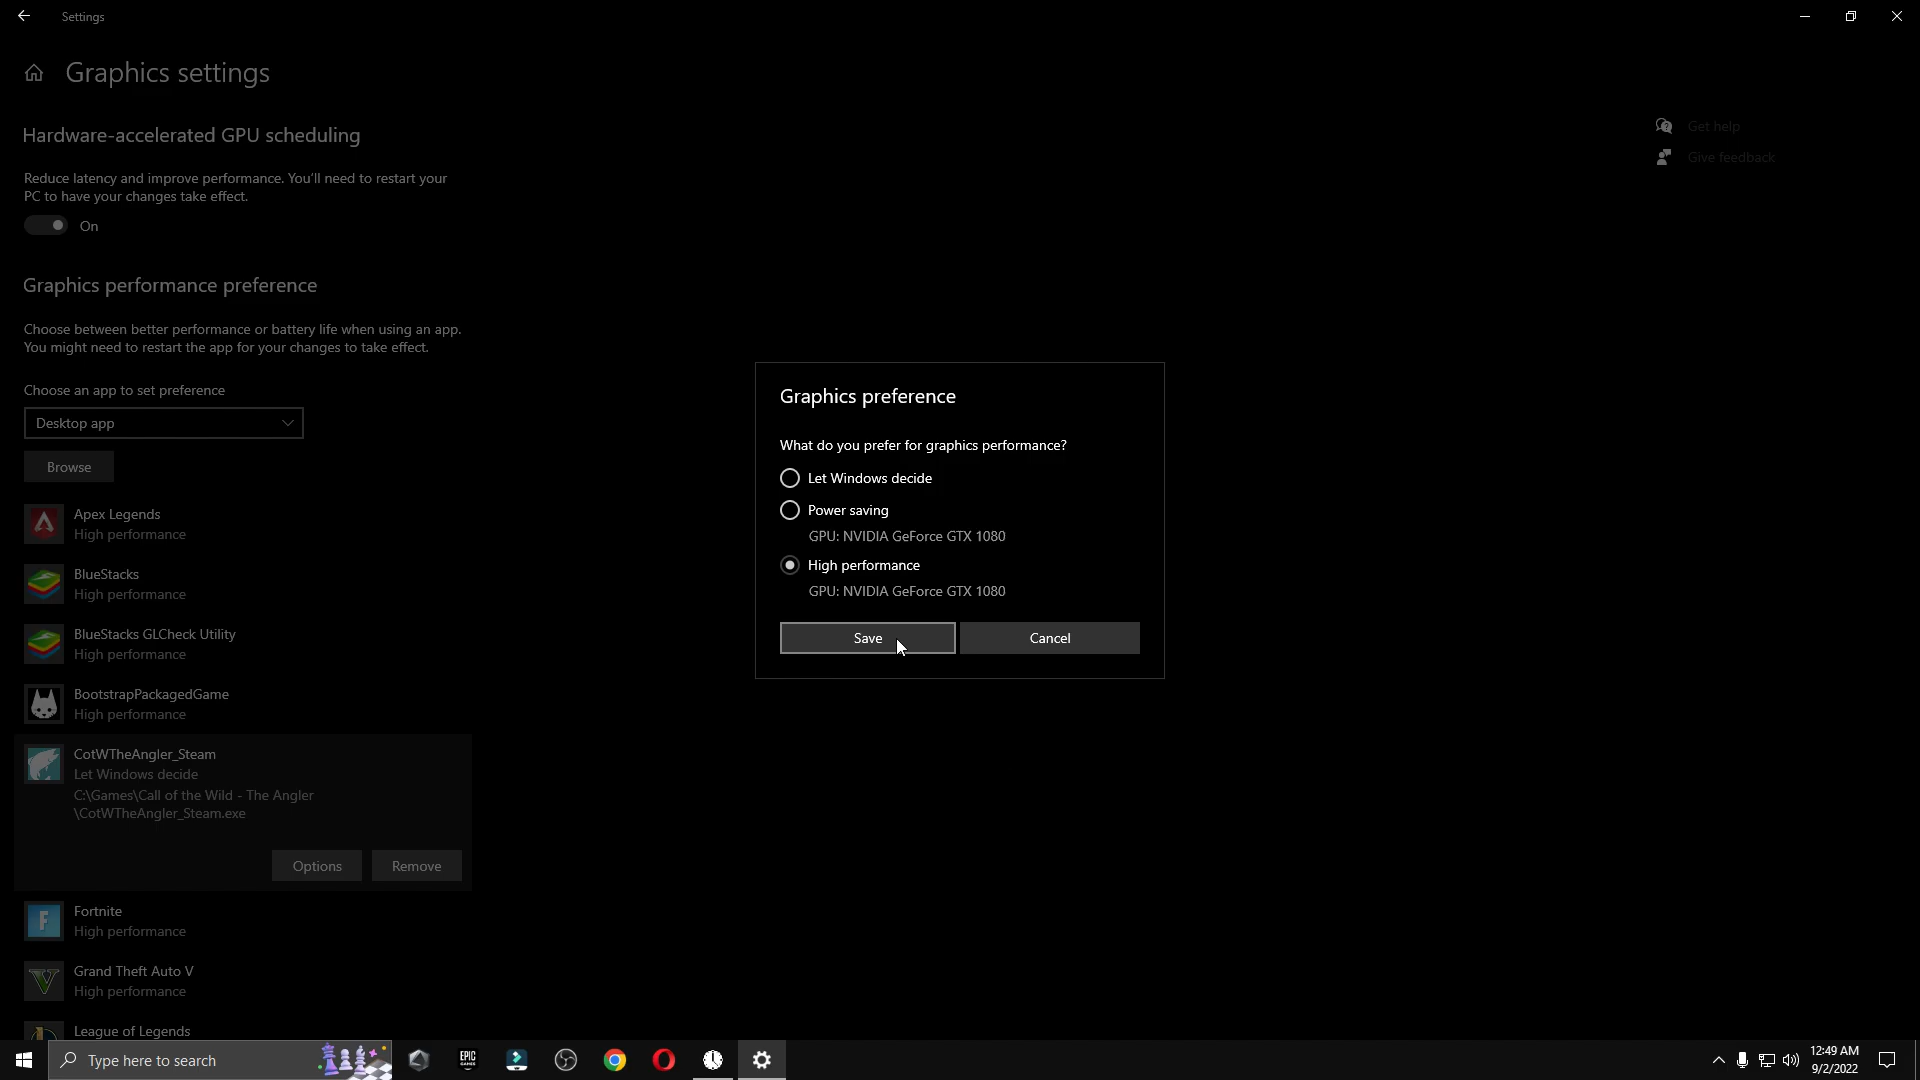 Settings
Graphics settings
Hardware-accelerated GPU scheduling
Reduce latency and improve performance. You'll need to restart your
PC to have your changes take effect.
On
Graphics performance preference
Choose between better performance or battery life when using an app.
You might need to restart the app for your changes to take effect.
Choose an app to set preference
Desktop app
Browse
Apex Legends
High performance
BlueStacks
High performance
BlueStacks GLCheck Utility
High performance
BootstrapPackagedGame
High performance
CotWTheAngler_Steam
Let Windows decide
C:\Games\Call of the Wild - The Angler
\CotWTheAngler_Steam.exe
Options
Remove
Fortnite
High performance
Grand Theft Auto V
High performance
League of Legends
Get help
Give feedback
Graphics preference
What do you prefer for graphics performance?
Let Windows decide
Power saving
GPU: NVIDIA GeForce GTX 1080
High performance
GPU: NVIDIA GeForce GTX 1080
Save
Cancel
Type here to search
EPIC
GAMES
12:49 AM
9/2/2022